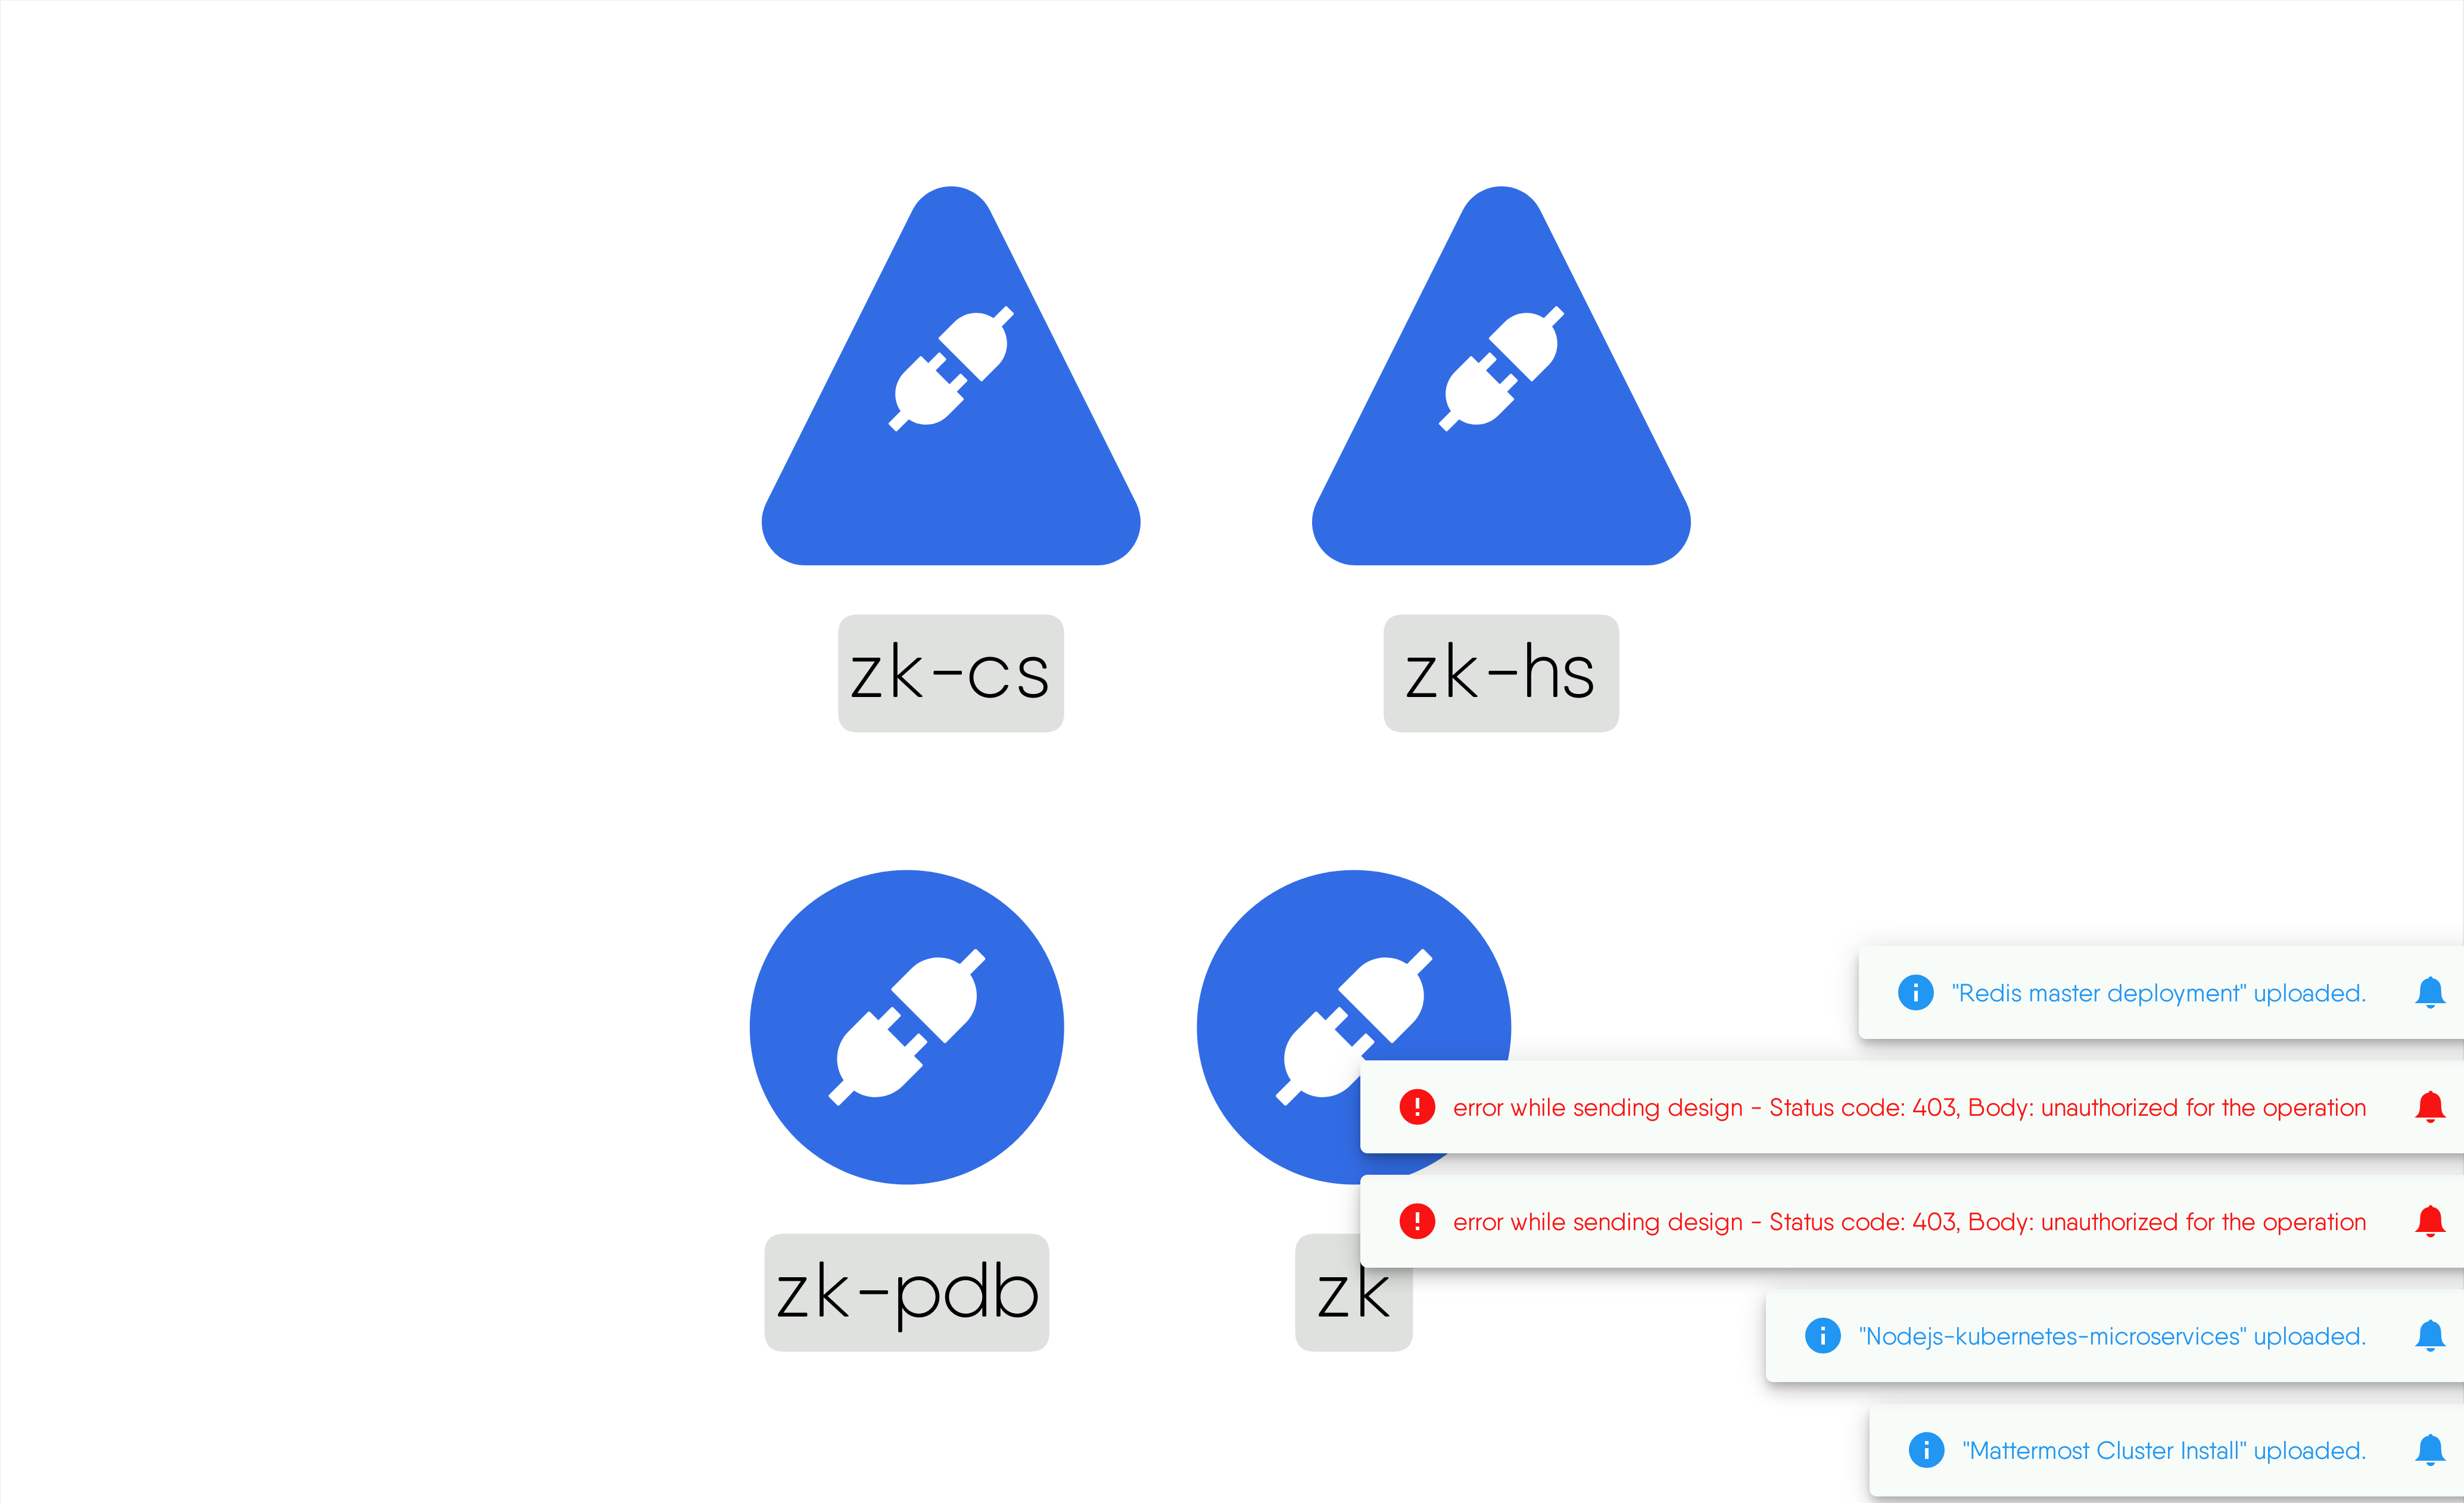 zk-cs
zk-hs
zk-pdb
zk
"Redis master deployment" uploaded.
error while sending design - Status code: 403, Body: unauthorized for the operation
error while sending design - Status code: 403, Body: unauthorized for the operation
"Nodejs-kubernetes-microservices" uploaded.
"Mattermost Cluster Install" uploaded.